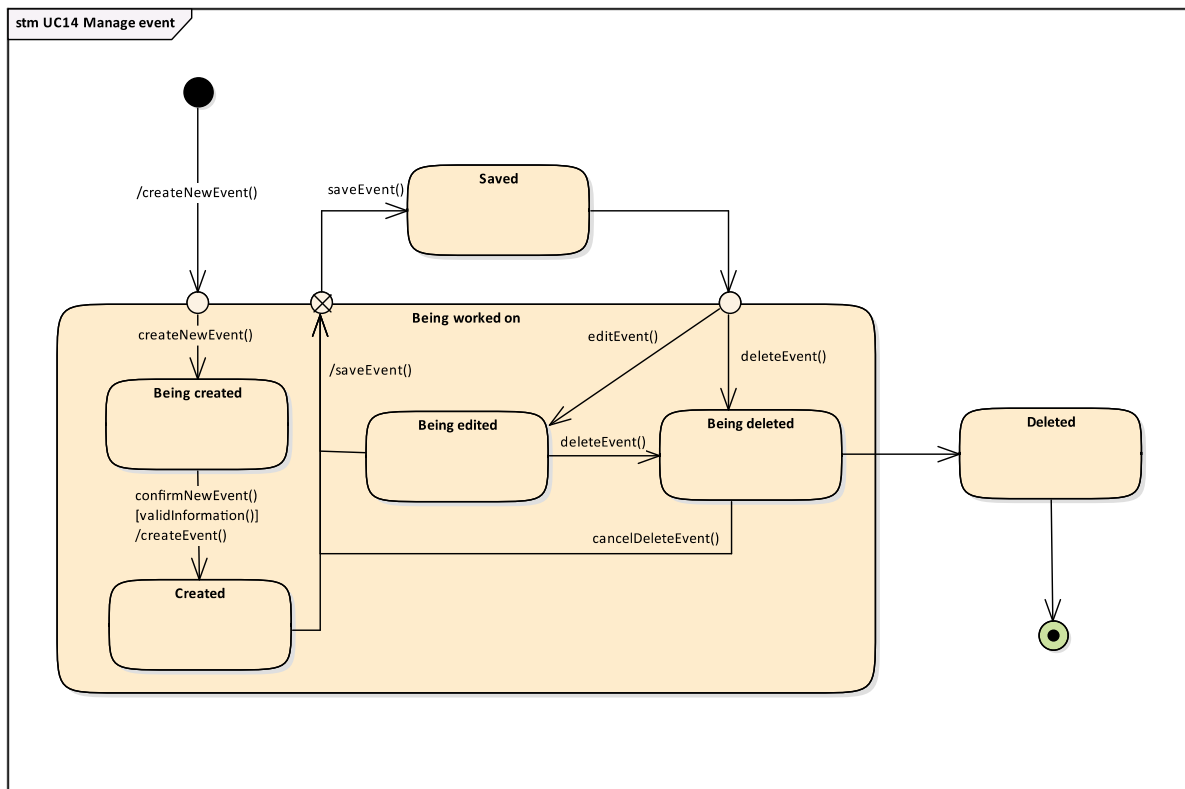 stm UC14 Manage event
/createNewEvent()
saveEvent()
Saved
Being worked on
createNewEvent()
editEvent()
deleteEvent()
/saveEvent()
Being created
Being edited
Being deleted
Deleted
deleteEvent()
confirmNewEvent()
[validInformation()]
/createEvent()
cancelDeleteEvent()
Created